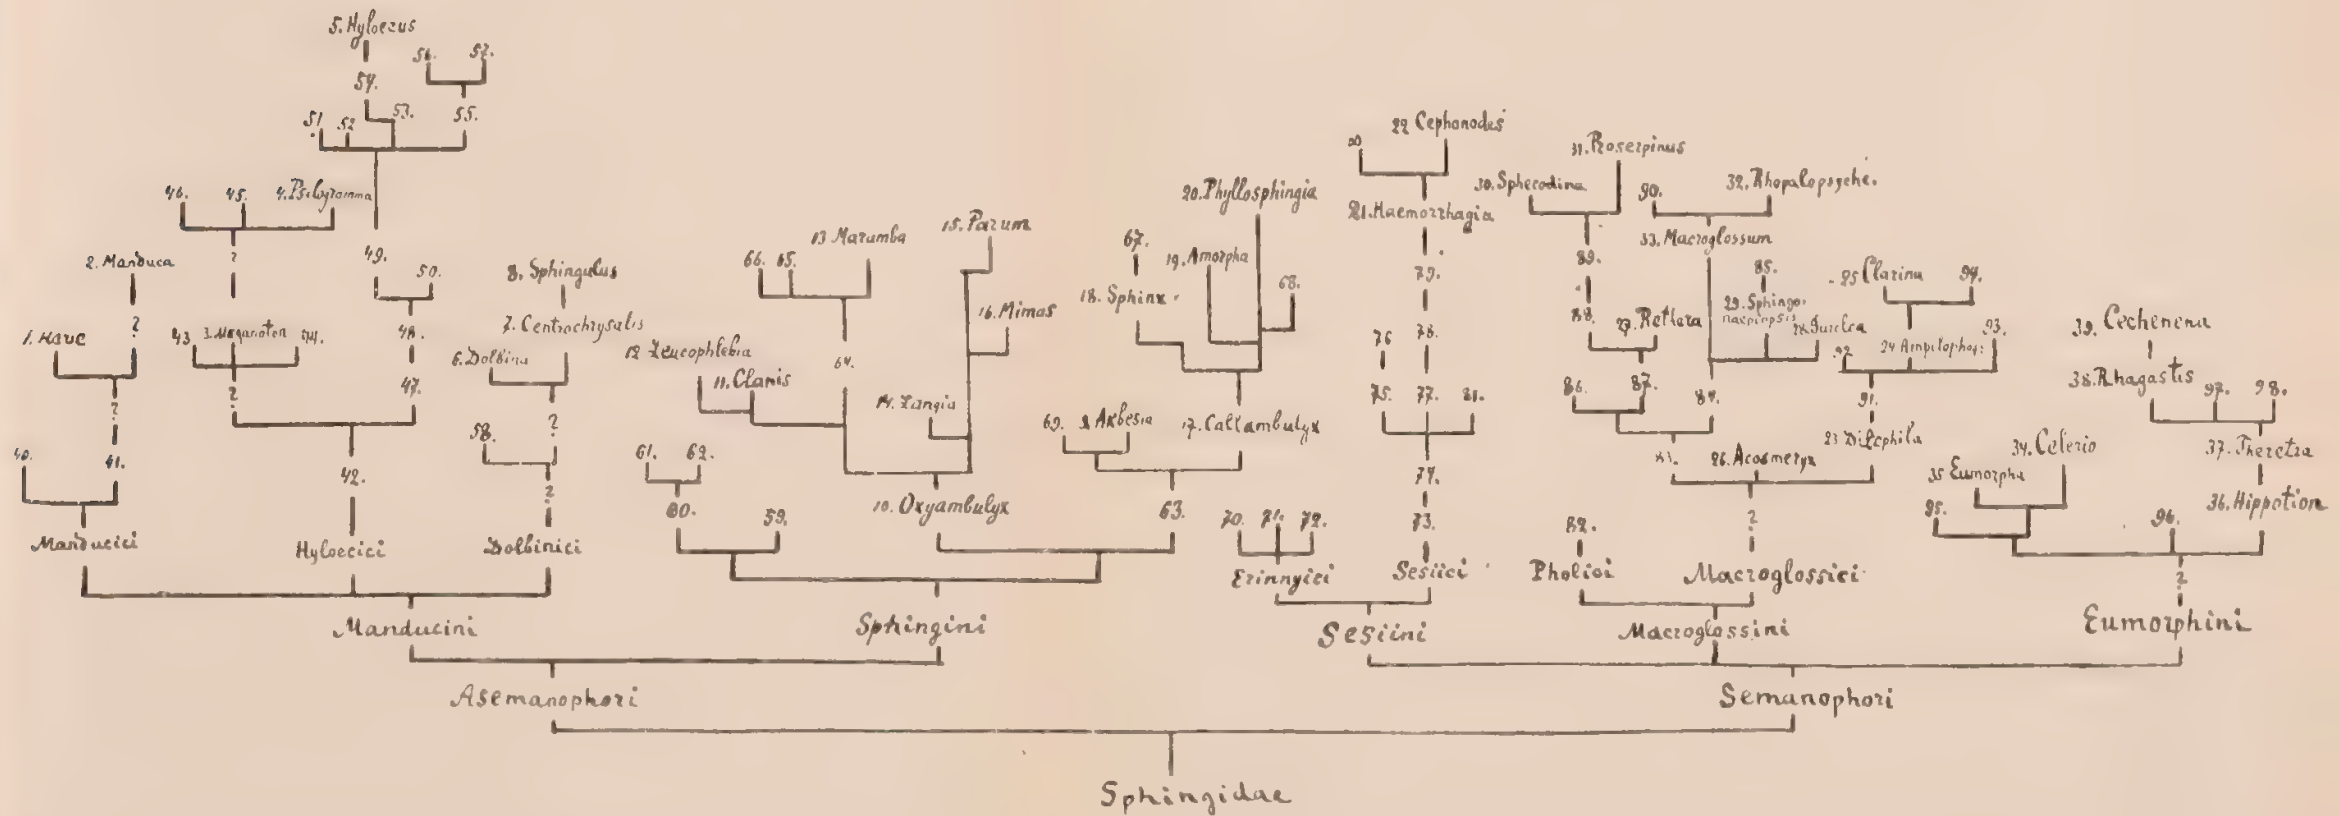 5. Hyloecus
56. 57.
54.
51. 52 53. 55.
46. 45. 4. Psilogramma
49. 50.
2. Manduca
?
8. Sphingulus
1.
?
43 3. 44.
48.
7. Centrochrysalis
6. Dolbina
47.
?
?
?
58.
40. 41.
42.
?
Manducici
Hyloecici
Dolbinici
Manducini
15. Parum
13 Marumba
66. 65.
16. Mimas
12 Leucophlebia
64.
11. Clanis
14. Langia
61. 62.
60. 59.
10. Oxyambulyx
20. Phyllosphingia
67.
19. Amorpha
18. Sphinx
68.
69. 9 Arbesia
17. Callambulyx
63.
Sphingini
Asemanophori
80 22 Cephonodes
21. Haemorrhagia
79.
76 78.
75. 77. 81.
74.
70. 71. 72.
73.
Erinnyici
Sesiici
Sesiini
31. Proserpinus
30. Sphecodina
90. 32. Rhopalopsyche.
33. Macroglossum
89.
85.
29. Sphingonaepiopsis
88. 27. Rethera
28. Gurelca
86. 87.
84.
83.
25 Clarina 94.
93.
92 24 Ampelophaga
91.
23 Deilephila
26. Acosmeryx
82.
?
Pholici
Macroglossici
Macroglossini
39. Cechenena
38. Rhagastis 97. 98.
34. Celerio
37. Theretra
35 Eumorpha
36. Hippotion
95.
96.
?
Eumorphini
Semanophori
Sphingidae